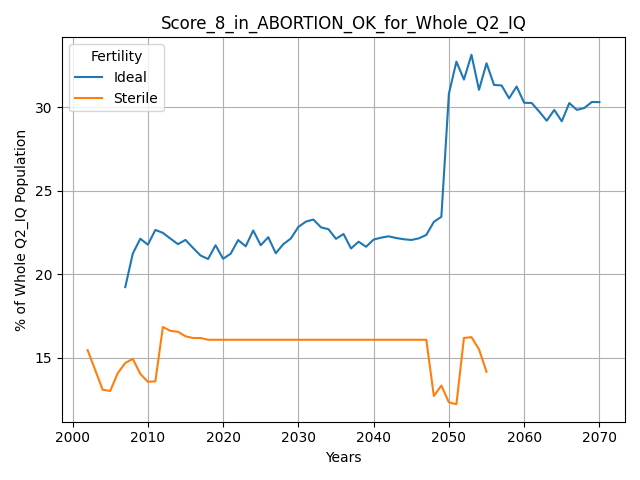 Score_8_in_ABORTION_OK_for_Whole_Q2_IQ
Fertility
Ideal
Sterile
% of Whole Q2_IQ Population
30
25
20
15
2000 2010 2020 2030 2040 2050 2060 2070
Years